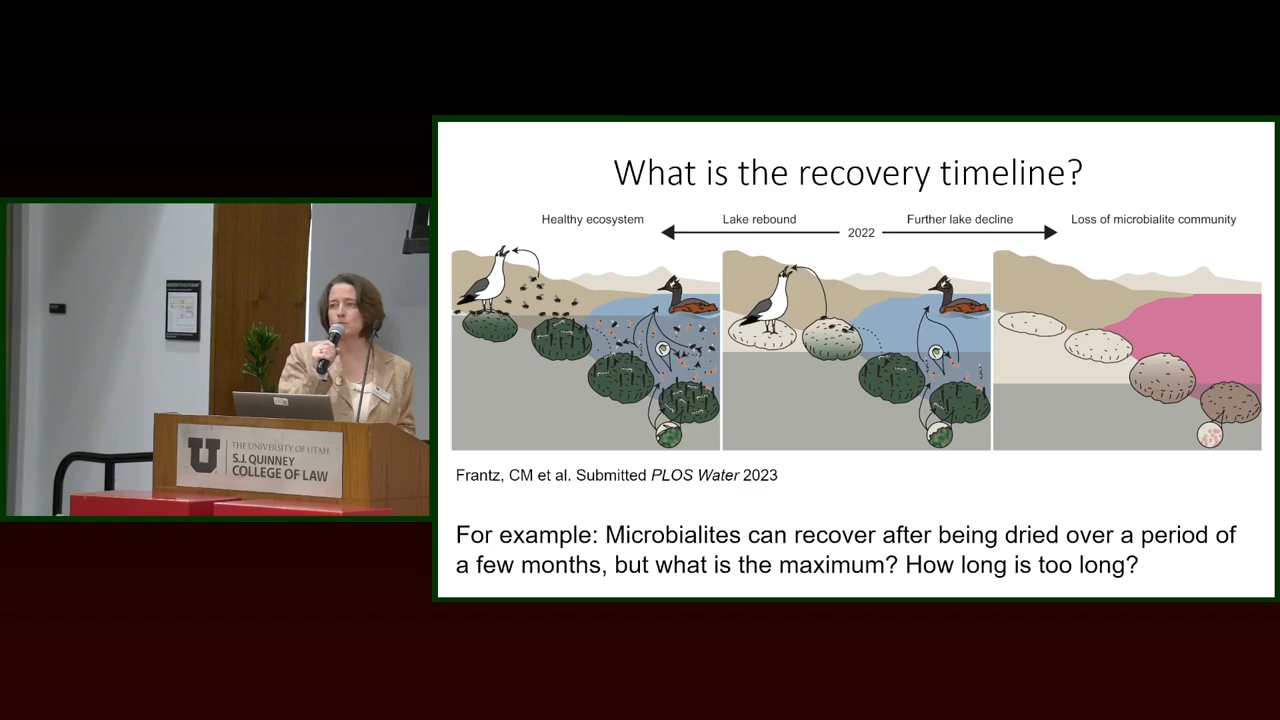 What is the recovery timeline?
Healthy ecosystem
Lake rebound
2022
Further lake decline
Loss of microbialite community
Frantz, CM et al. Submitted PLOS Water 2023
For example: Microbialites can recover after being dried over a period of
a few months, but what is the maximum? How long is too long?
U
THE UNIVERSITY OF UTAH
S.J. QUINNEY
COLLEGE OF LAW